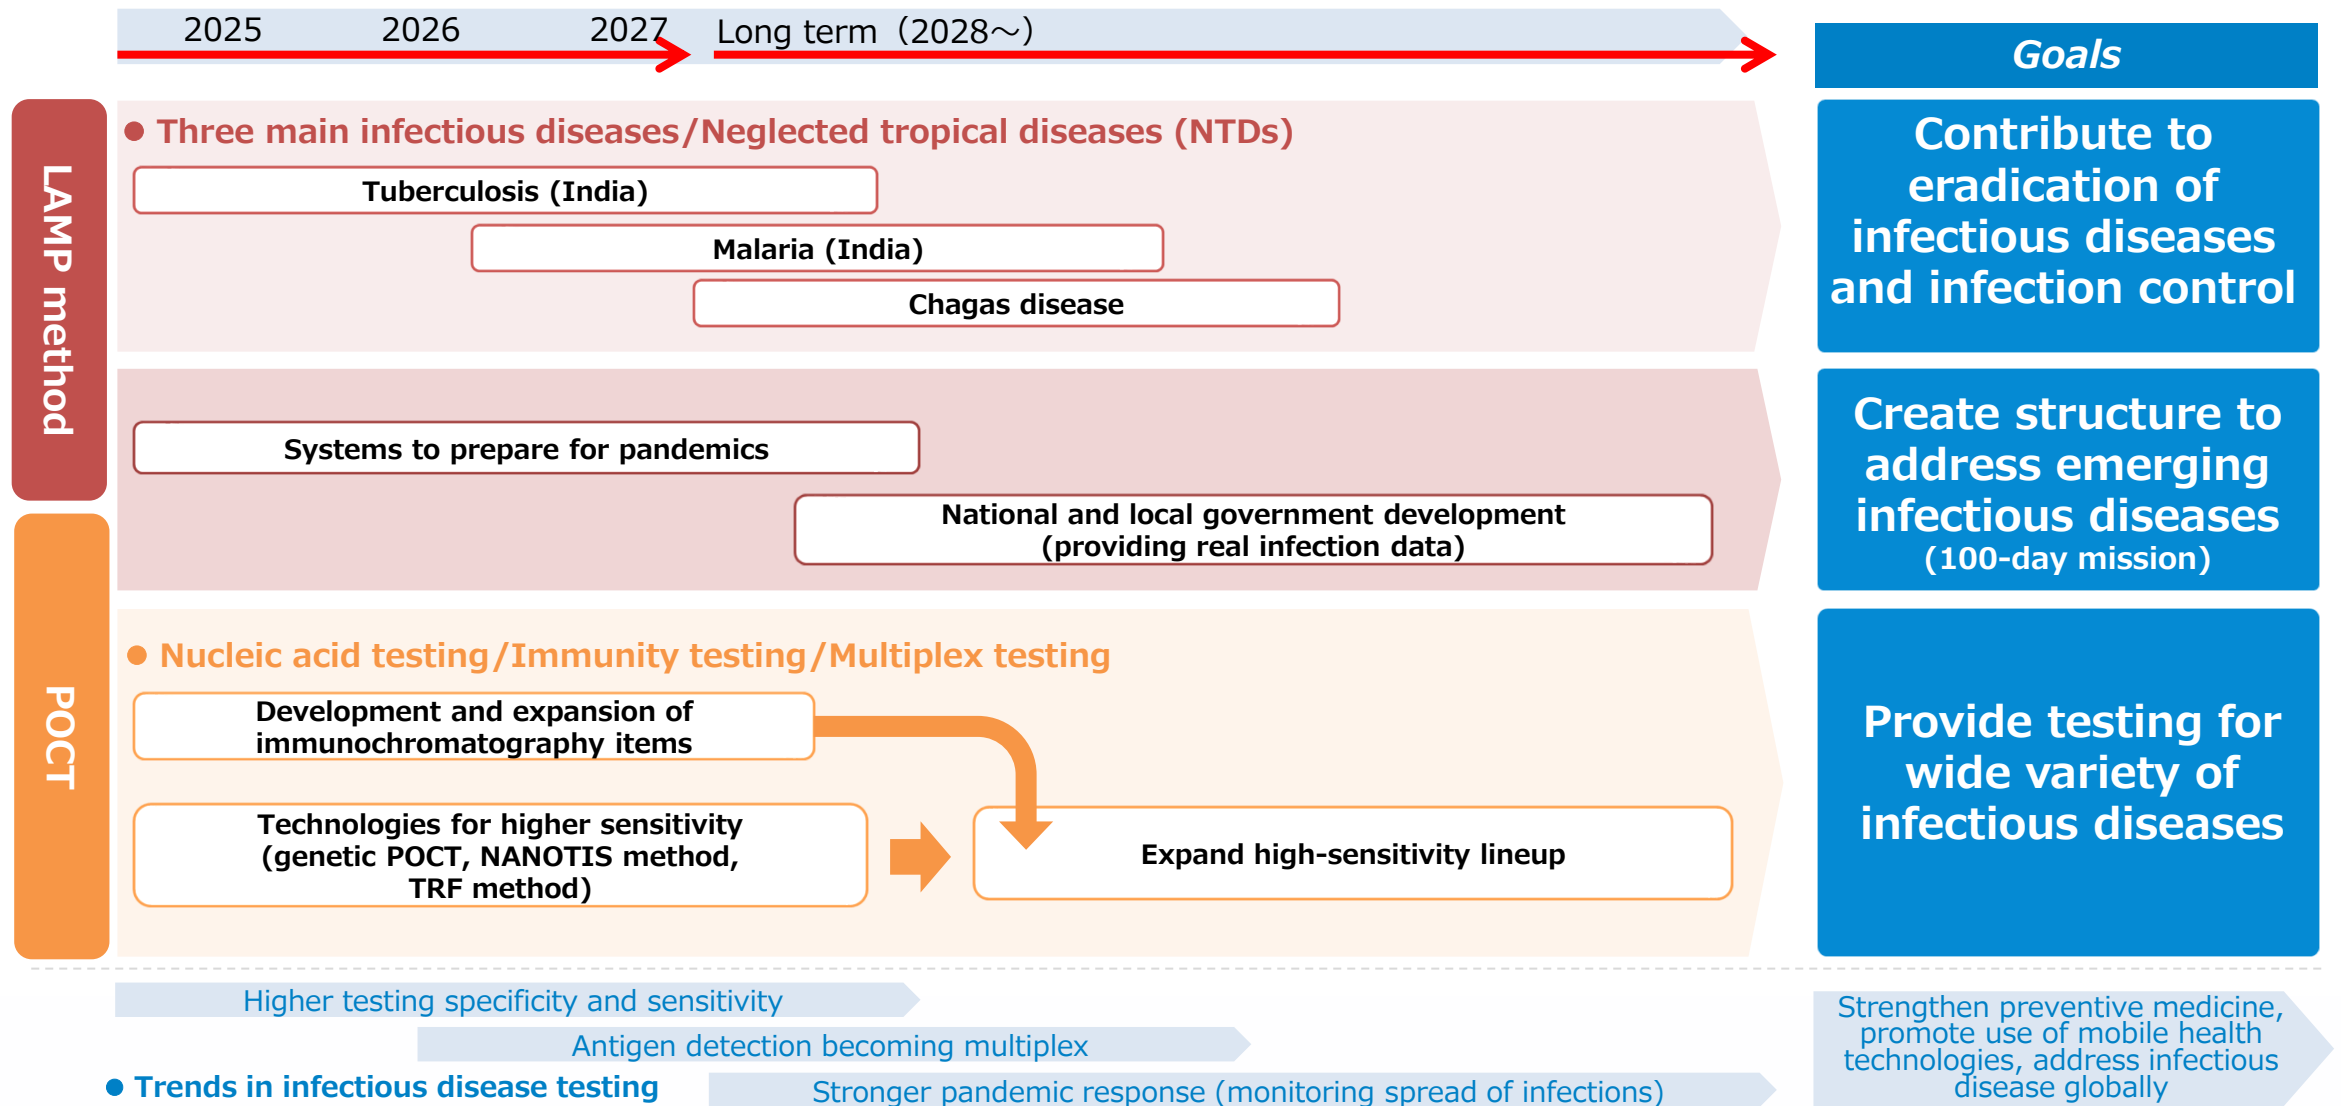 2025 2026 2027 Long term（2028～）
Goals
LAMP method
● Three main infectious diseases/Neglected tropical diseases (NTDs)
Tuberculosis (India)
Malaria (India)
Chagas disease
Contribute to
eradication of
infectious diseases
and infection control
Systems to prepare for pandemics
National and local government development
(providing real infection data)
Create structure to
address emerging
infectious diseases
(100-day mission)
POCT
● Nucleic acid testing/Immunity testing/Multiplex testing
Development and expansion of
immunochromatography items
Technologies for higher sensitivity
(genetic POCT, NANOTIS method,
TRF method)
Expand high-sensitivity lineup
Provide testing for
wide variety of
infectious diseases
Higher testing specificity and sensitivity
Antigen detection becoming multiplex
● Trends in infectious disease testing
Stronger pandemic response (monitoring spread of infections)
Strengthen preventive medicine,
promote use of mobile health
technologies, address infectious
disease globally